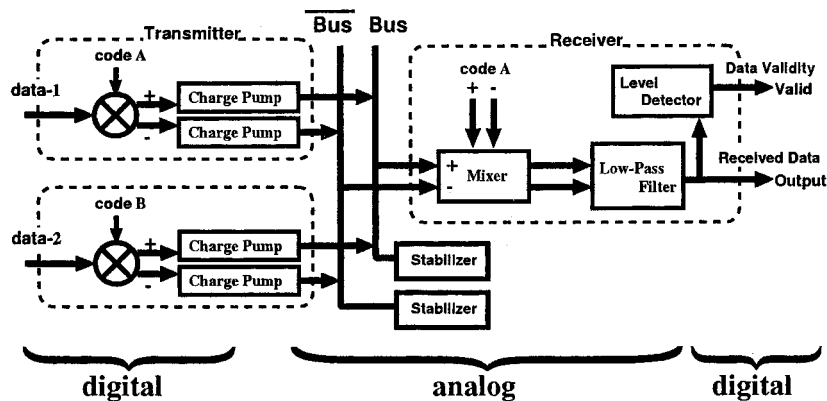 Transmitter
code A
data-1
+
Charge Pump
-
Charge Pump
code B
data-2
+
Charge Pump
-
Charge Pump
Bus
Bus
Receiver
code A
+ -
+
-
Mixer
Low-Pass
Filter
Level
Detector
Data Validity
Valid
Received Data
Output
Stabilizer
Stabilizer
digital
analog
digital